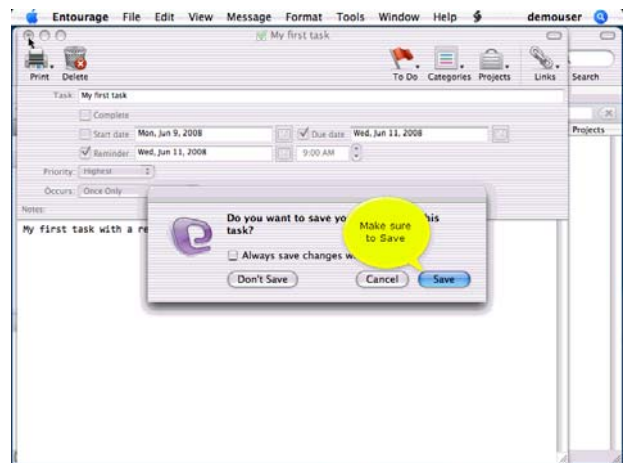 Entourage File Edit View Message Format Tools Window Help demouser
My first task
Print Delete To Do Categories Projects Links Search
Task: My first task
Complete
Start date Mon, Jun 9, 2008 Due date Wed, Jun 11, 2008
Projects
Reminder Wed, Jun 11, 2008 9:00 AM
Priority: Highest
Occurs: Once Only
Notes:
My first task with a re
Do you want to save yo his
task?
Make sure
to Save
Always save changes w
Don't Save Cancel Save